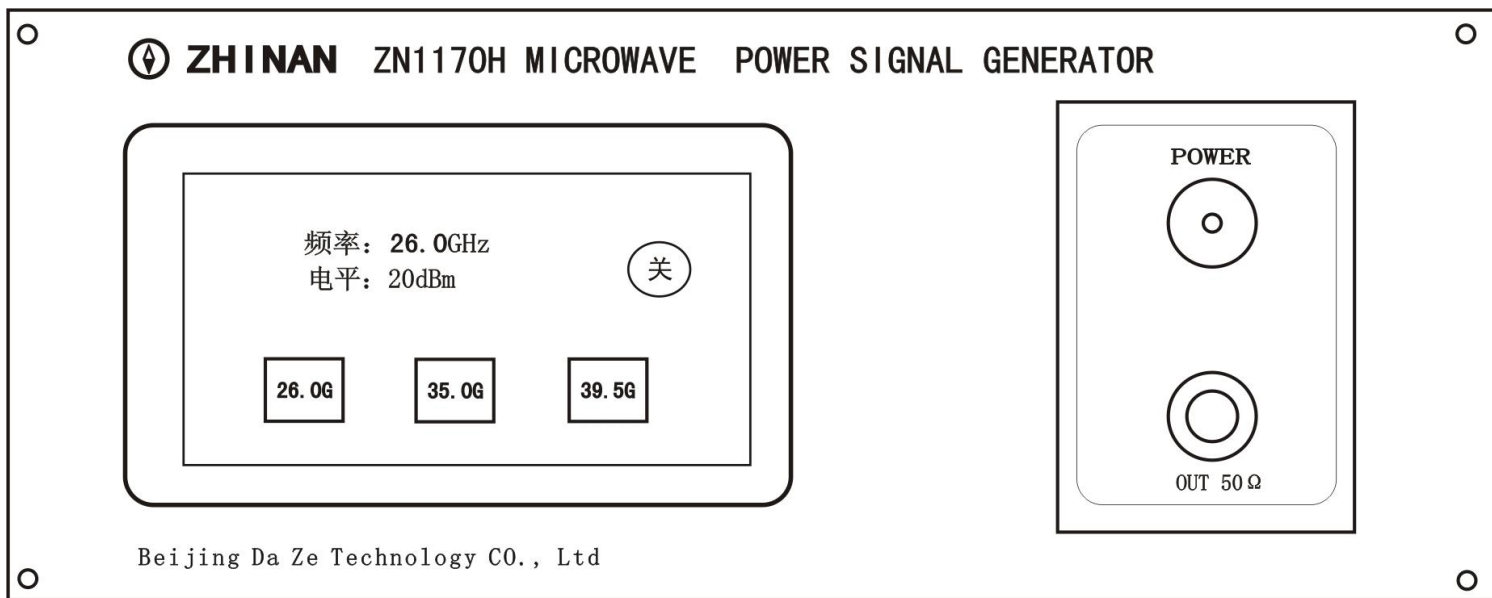 ZHINAN ZN1170H MICROWAVE POWER SIGNAL GENERATOR
频率：26.0GHz
电平：20dBm
关
26.0G 35.0G 39.5G
POWER
OUT 50Ω
Beijing Da Ze Technology CO., Ltd